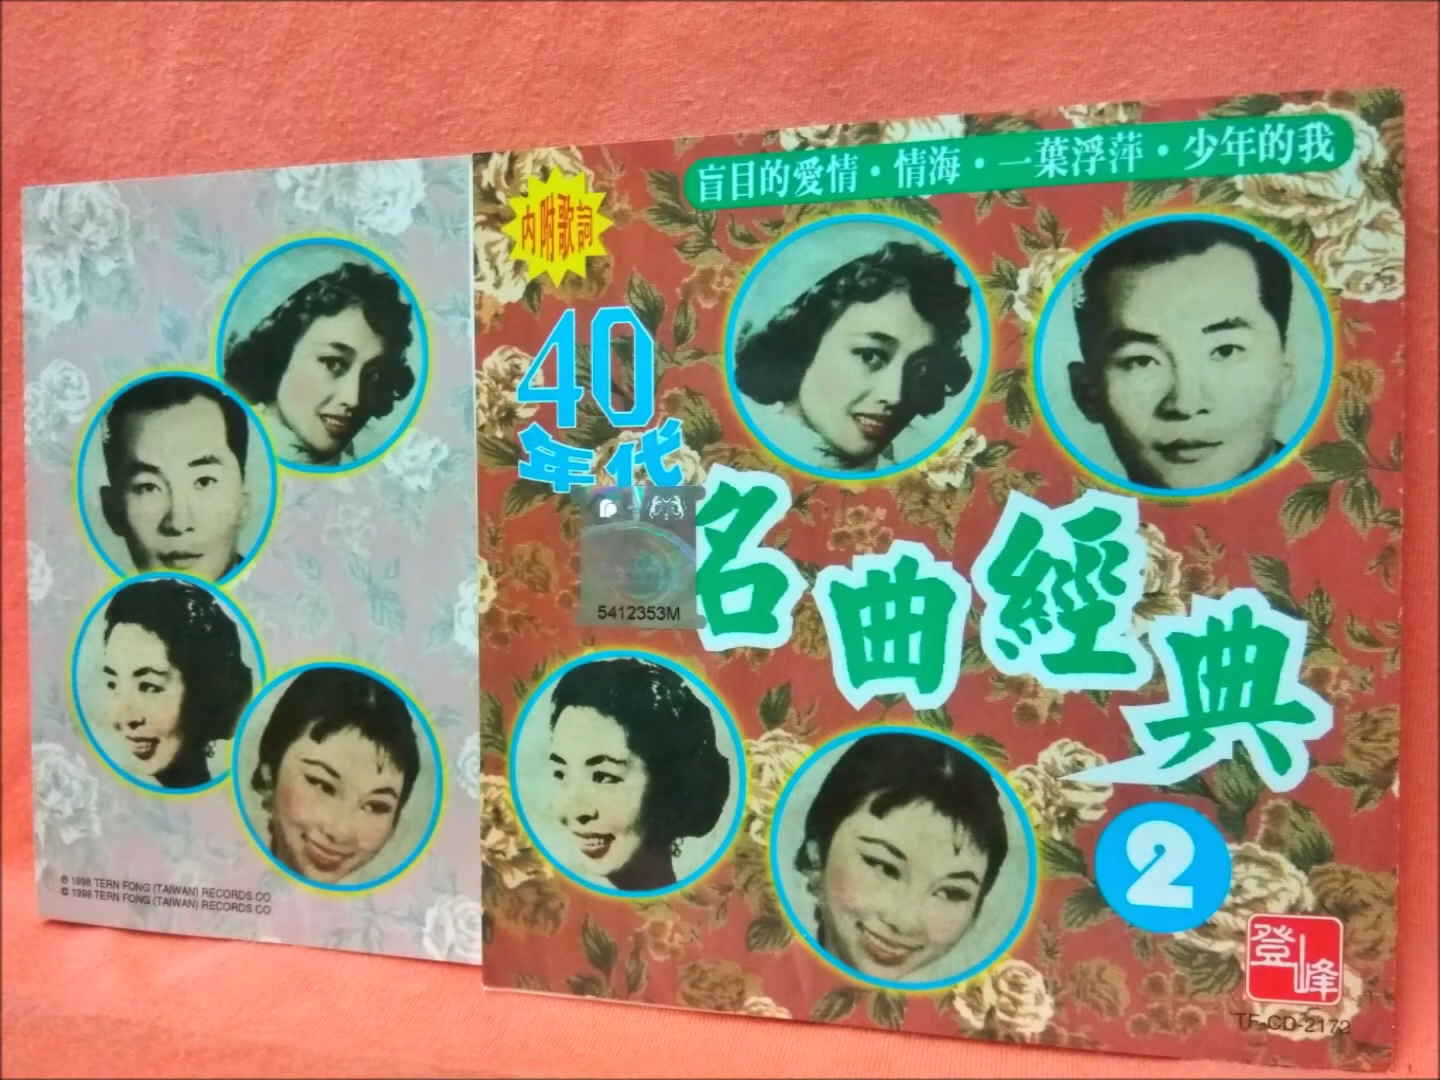 盲目的愛情・情海・一葉浮萍・少年的我
內附歌詞
40
年代
名曲經典
2
5412353M
登峰
TF-CD-2172
℗ 1998 TERN FONG (TAIWAN) RECORDS CO
© 1998 TERN FONG (TAIWAN) RECORDS CO